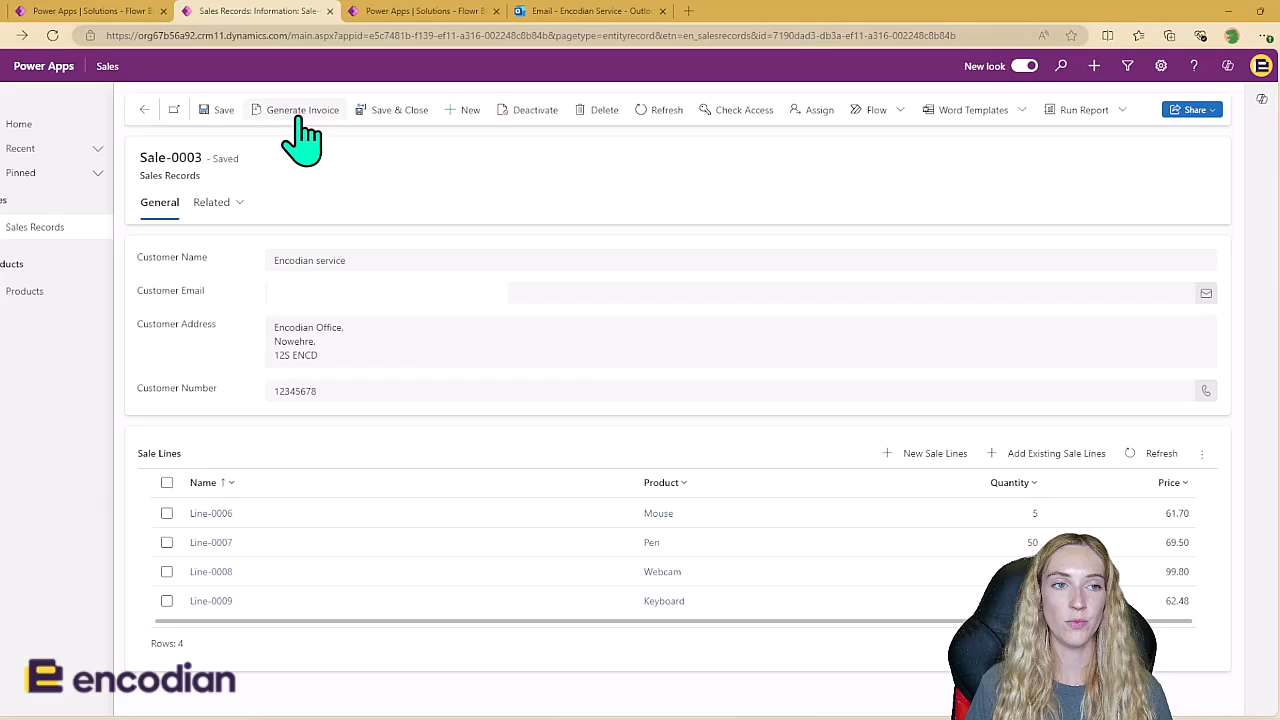 Power Apps | Solutions - Flowr B
Sales Records: Information: Sale-
Power Apps | Solutions - Flowr B
Email - Encodian Service - Outlo
https://org67b56a92.crm11.dynamics.com/main.aspx?appid=e5c7481b-f139-ef11-a316-002248c8b84b&pagetype=entityrecord&etn=en_salesrecords&id=7190dad3-db3a-ef11-a316-002248c8b84b
Power Apps Sales New look
Save Generate Invoice Save & Close New Deactivate Delete Refresh Check Access Assign Flow Word Templates Run Report Share
Home
Recent
Pinned
es
Sales Records
ducts
Products
Sale-0003 - Saved
Sales Records
General Related
Customer Name Encodian service
Customer Email
Customer Address Encodian Office,
Nowehre,
12S ENCD
Customer Number 12345678
Sale Lines New Sale Lines Add Existing Sale Lines Refresh
Name ↑ Product Quantity Price
Line-0006 Mouse 5 61.70
Line-0007 Pen 50 69.50
Line-0008 Webcam 99.80
Line-0009 Keyboard 62.48
Rows: 4
encodian